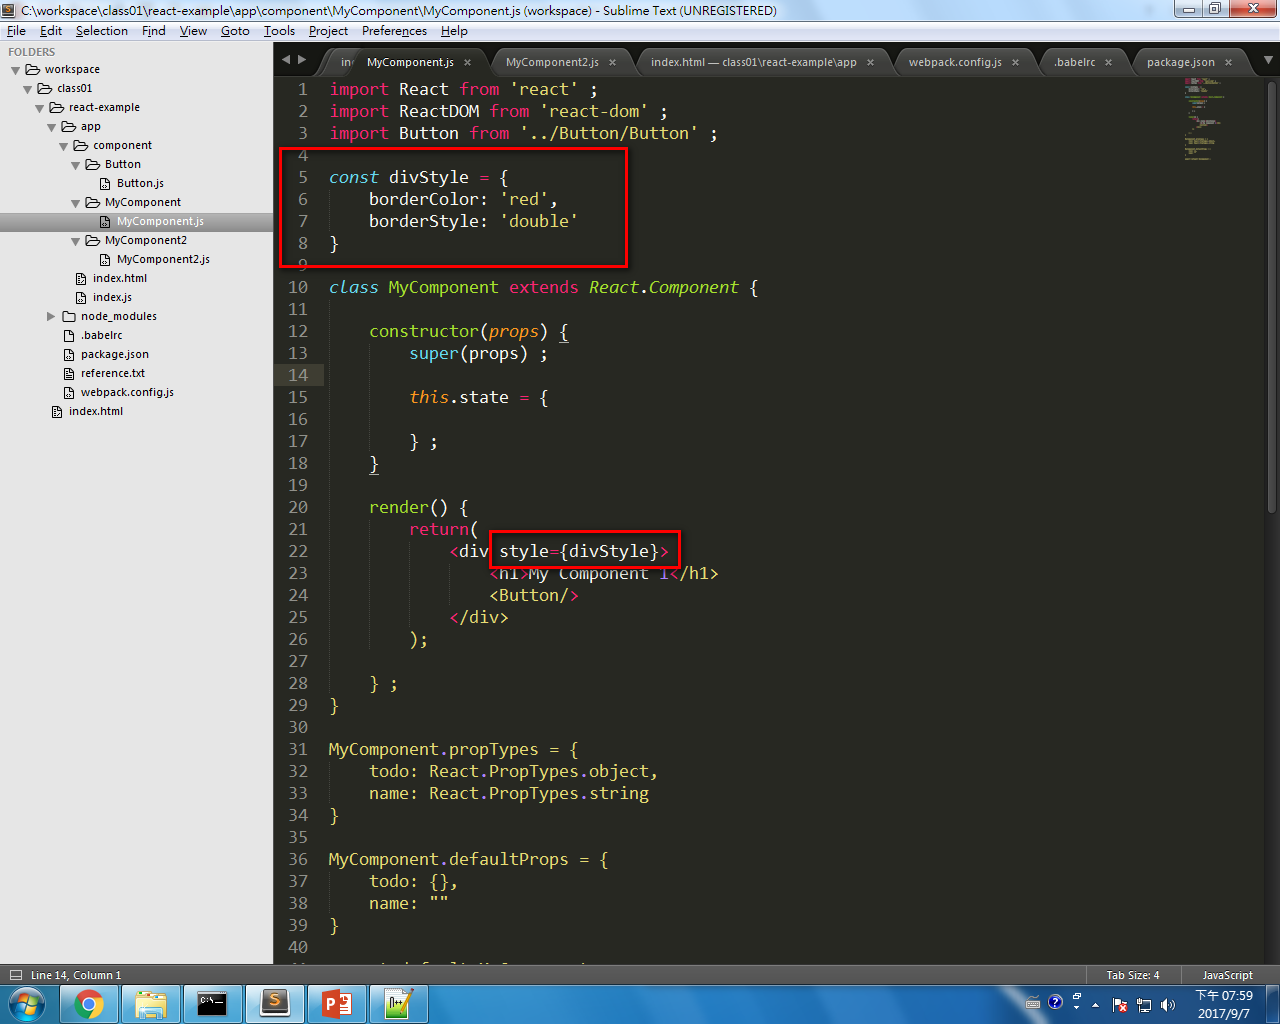 C:\workspace\class01\react-example\app\component\MyComponent\MyComponent.js (workspace) - Sublime Text (UNREGISTERED)
File Edit Selection Find View Goto Tools Project Preferences Help
FOLDERS
workspace
class01
react-example
app
component
Button
Button.js
MyComponent
MyComponent.js
MyComponent2
MyComponent2.js
index.html
index.js
node_modules
.babelrc
package.json
reference.txt
webpack.config.js
index.html
in MyComponent.js × MyComponent2.js × index.html — class01\react-example\app × webpack.config.js × .babelrc × package.json ×
1 import React from 'react' ;
2 import ReactDOM from 'react-dom' ;
3 import Button from '../Button/Button' ;
4
5 const divStyle = {
6 borderColor: 'red',
7 borderStyle: 'double'
8 }
9
10 class MyComponent extends React.Component {
11
12 constructor(props) {
13 super(props) ;
14
15 this.state = {
16
17 } ;
18 }
19
20 render() {
21 return(
22 <div style={divStyle}>
23 <h1>My Component 1</h1>
24 <Button/>
25 </div>
26 );
27
28 } ;
29 }
30
31 MyComponent.propTypes = {
32 todo: React.PropTypes.object,
33 name: React.PropTypes.string
34 }
35
36 MyComponent.defaultProps = {
37 todo: {},
38 name: ""
39 }
40
Line 14, Column 1
Tab Size: 4
JavaScript
下午 07:59
2017/9/7